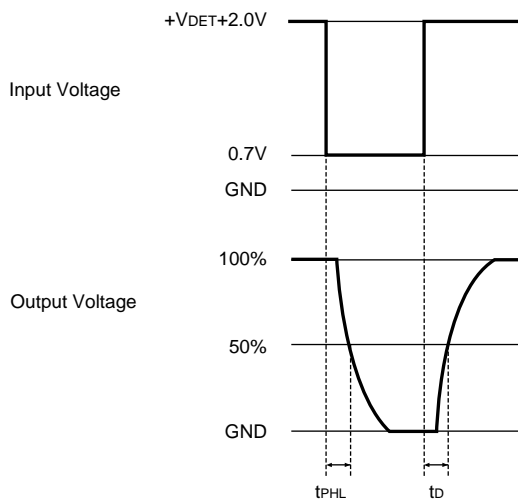 +VDET+2.0V
Input Voltage
0.7V
GND
100%
Output Voltage
50%
GND
tPHL tD